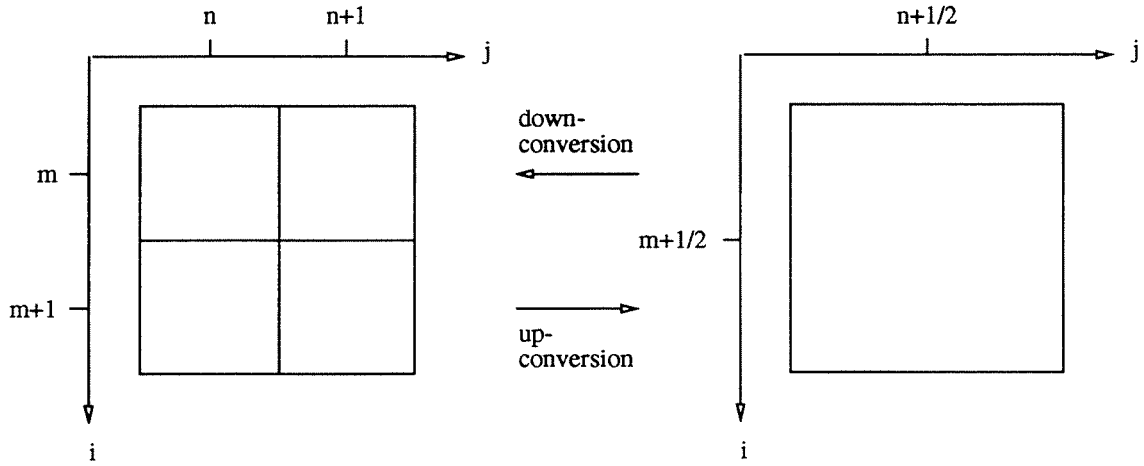 n
n+1
j
m
m+1
i
down-
conversion
up-
conversion
n+1/2
j
m+1/2
i